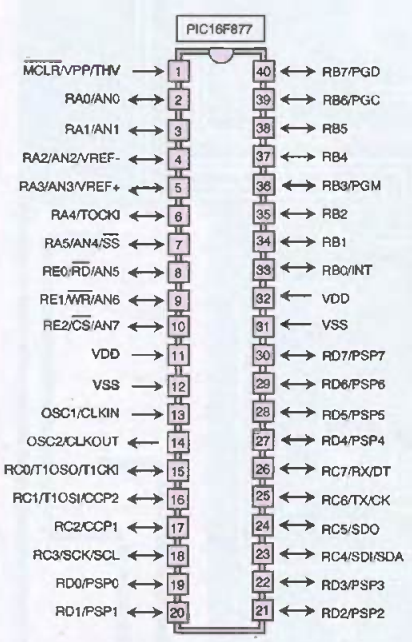 PIC16F877
MCLR/VPP/THV 1 40 RB7/PGD
RA0/AN0 2 39 RB6/PGC
RA1/AN1 3 38 RB5
RA2/AN2/VREF- 4 37 RB4
RA3/AN3/VREF+ 5 36 RB3/PGM
RA4/TOCKI 6 35 RB2
RA5/AN4/SS 7 34 RB1
RE0/RD/AN5 8 33 RB0/INT
RE1/WR/AN6 9 32 VDD
RE2/CS/AN7 10 31 VSS
VDD 11 30 RD7/PSP7
VSS 12 29 RD6/PSP6
OSC1/CLKIN 13 28 RD5/PSP5
OSC2/CLKOUT 14 27 RD4/PSP4
RC0/T1OSO/T1CKI 15 26 RC7/RX/DT
RC1/T1OSI/CCP2 16 25 RC6/TX/CK
RC2/CCP1 17 24 RC5/SDO
RC3/SCK/SCL 18 23 RC4/SDI/SDA
RD0/PSP0 19 22 RD3/PSP3
RD1/PSP1 20 21 RD2/PSP2